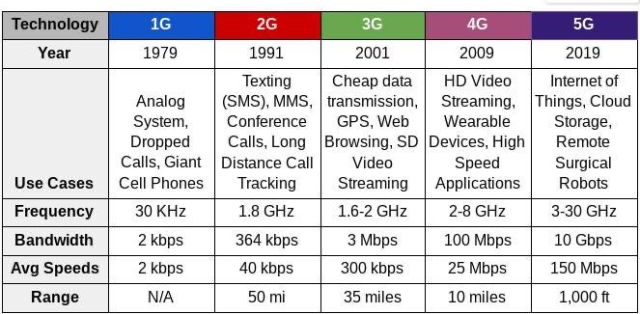 Technology 1G 2G 3G 4G 5G
Year 1979 1991 2001 2009 2019
Use Cases
Analog
System,
Dropped
Calls, Giant
Cell Phones
Texting
(SMS), MMS,
Conference
Calls, Long
Distance Call
Tracking
Cheap data
transmission,
GPS, Web
Browsing, SD
Video
Streaming
HD Video
Streaming,
Wearable
Devices, High
Speed
Applications
Internet of
Things, Cloud
Storage,
Remote
Surgical
Robots
Frequency 30 KHz 1.8 GHz 1.6-2 GHz 2-8 GHz 3-30 GHz
Bandwidth 2 kbps 364 kbps 3 Mbps 100 Mbps 10 Gbps
Avg Speeds 2 kbps 40 kbps 300 kbps 25 Mbps 150 Mbps
Range N/A 50 mi 35 miles 10 miles 1,000 ft